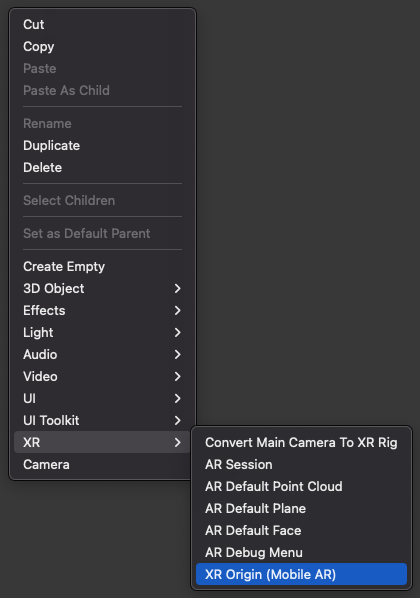 Cut
Copy
Paste
Paste As Child
Rename
Duplicate
Delete
Select Children
Set as Default Parent
Create Empty
3D Object
Effects
Light
Audio
Video
UI
UI Toolkit
XR
Camera
Convert Main Camera To XR Rig
AR Session
AR Default Point Cloud
AR Default Plane
AR Default Face
AR Debug Menu
XR Origin (Mobile AR)